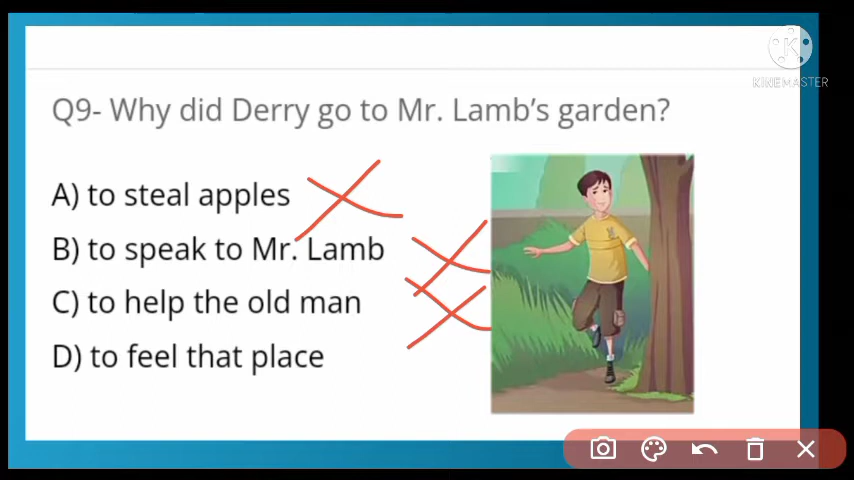 KINEMASTER
Q9- Why did Derry go to Mr. Lamb's garden?
A) to steal apples
B) to speak to Mr. Lamb
C) to help the old man
D) to feel that place